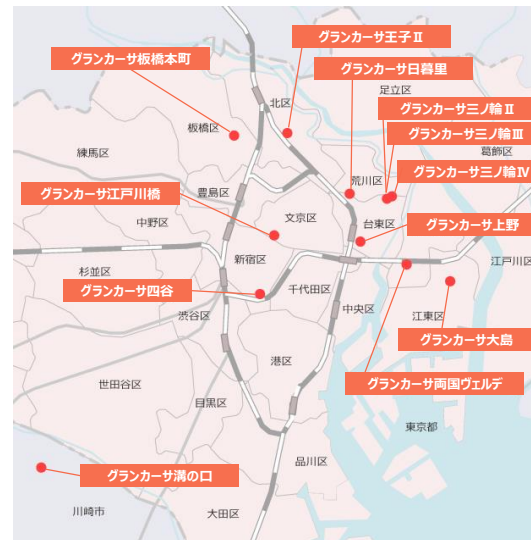 グランカーサ王子Ⅱ
グランカーサ板橋本町
グランカーサ日暮里
足立区
北区
グランカーサ三ノ輪Ⅱ
板橋区
グランカーサ三ノ輪Ⅲ
練馬区
葛飾区
グランカーサ三ノ輪Ⅳ
荒川区
豊島区
グランカーサ江戸川橋
文京区
台東区
中野区
グランカーサ上野
新宿区
江戸川区
杉並区
グランカーサ四谷
千代田区
中央区
渋谷区
江東区
グランカーサ大島
港区
世田谷区
グランカーサ両国ヴェルデ
目黒区
東京都
品川区
グランカーサ溝の口
川崎市
大田区